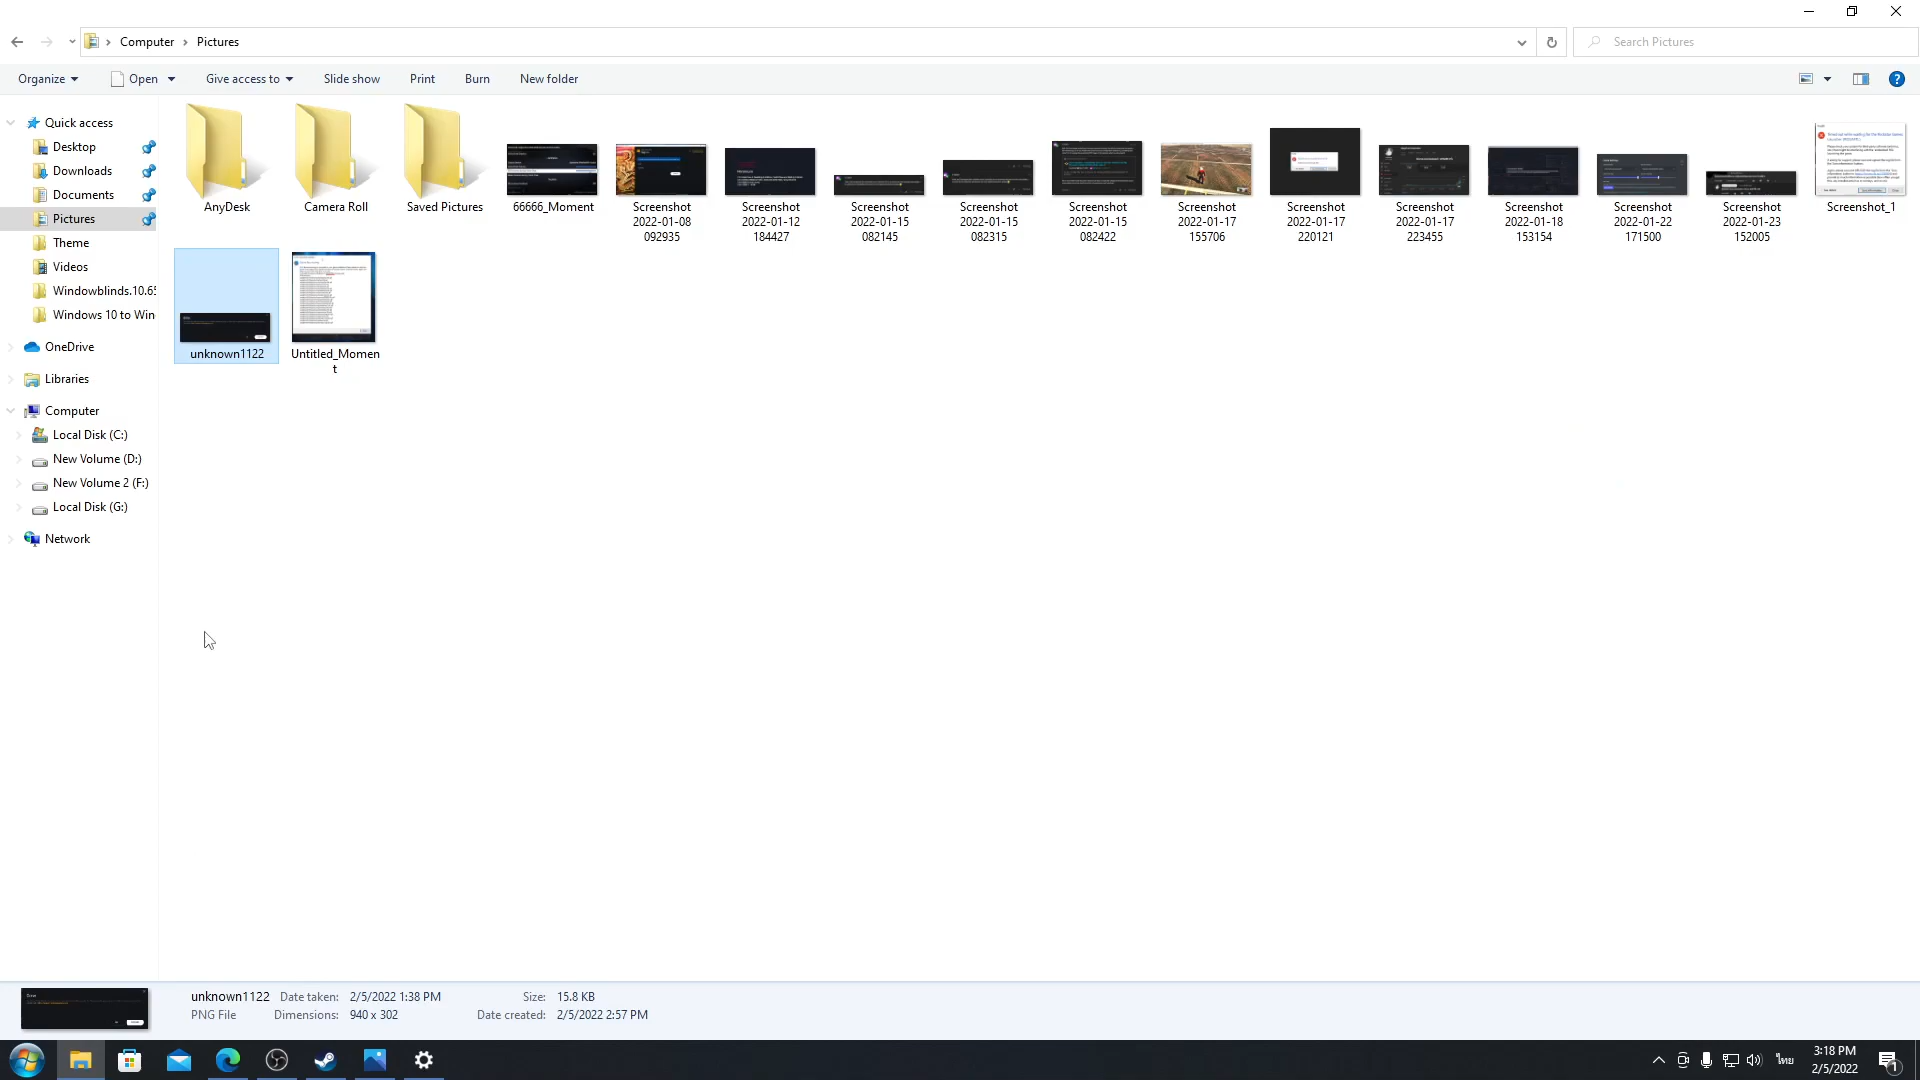 Computer
Pictures
Search Pictures
Organize
Open
Give access to
Slide show
Print
Burn
New folder
Quick access
Desktop
Downloads
Documents
Pictures
Theme
Videos
Windowblinds.10.65
Windows 10 to Win
OneDrive
Libraries
Computer
Local Disk (C:)
New Volume (D:)
New Volume 2 (F:)
Local Disk (G:)
Network
AnyDesk
Camera Roll
Saved Pictures
66666_Moment
Screenshot
2022-01-08
092935
Screenshot
2022-01-12
184427
Screenshot
2022-01-15
082145
Screenshot
2022-01-15
082315
Screenshot
2022-01-15
082422
Screenshot
2022-01-17
155706
Screenshot
2022-01-17
220121
Screenshot
2022-01-17
223455
Screenshot
2022-01-18
153154
Screenshot
2022-01-22
171500
Screenshot
2022-01-23
152005
Screenshot_1
unknown1122
Untitled_Momen
t
unknown1122 Date taken: 2/5/2022 1:38 PM Size: 15.8 KB
PNG File Dimensions: 940 x 302 Date created: 2/5/2022 2:57 PM
ไทย
3:18 PM
2/5/2022
1